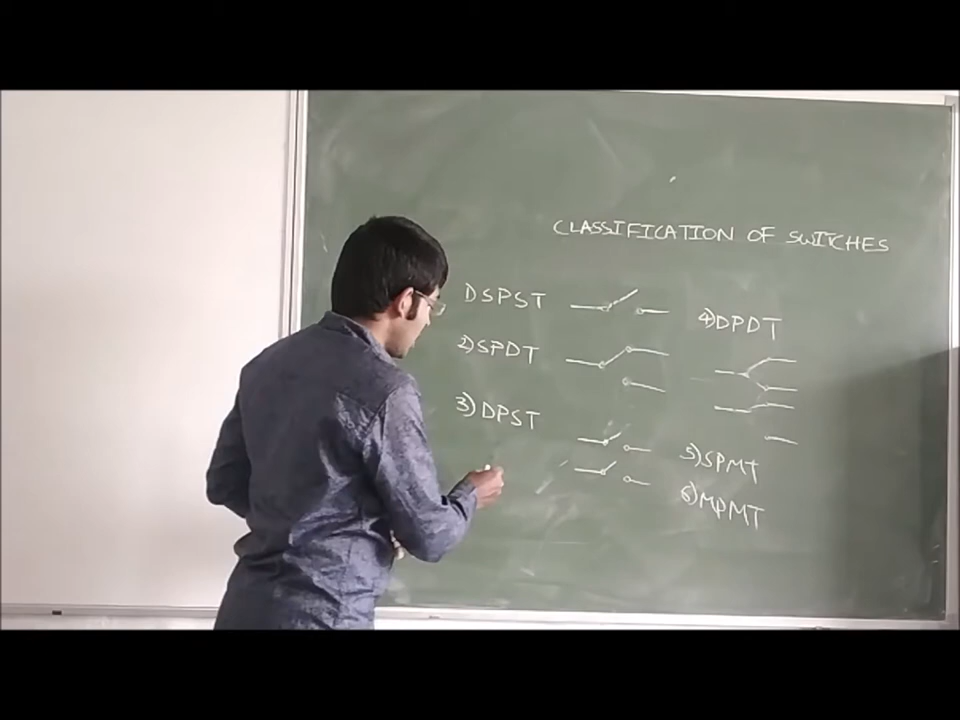 CLASSIFICATION OF SWITCHES
1) SPST
2) SPDT
3) DPST
4) DPDT
5) SPMT
6) MPMT